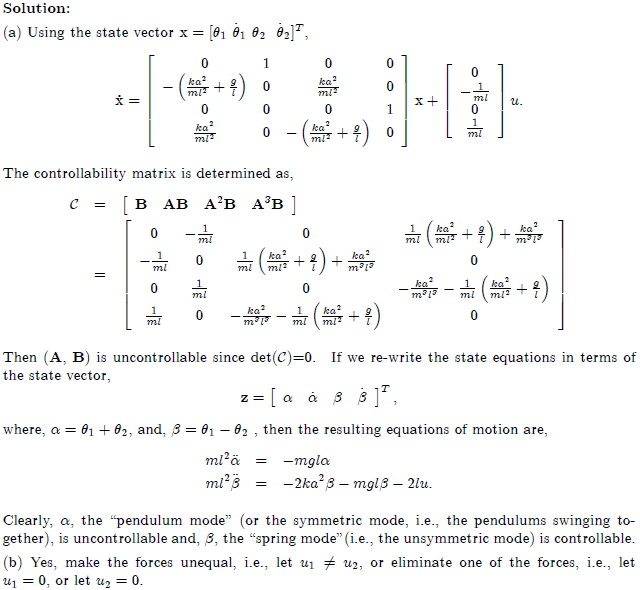 Solution:
(a) Using the state vector x = [θ₁ θ̇₁ θ₂ θ̇₂]ᵀ,
ẋ = [ 0 1 0 0 ; −(ka²/ml² + g/l) 0 ka²/ml² 0 ; 0 0 0 1 ; ka²/ml² 0 −(ka²/ml² + g/l) 0 ] x + [ 0 ; −1/ml ; 0 ; 1/ml ] u.
The controllability matrix is determined as,
C = [ B AB A²B A³B ]
= [ 0 −1/ml 0 1/ml (ka²/ml² + g/l) + ka²/m²l³ ; −1/ml 0 1/ml (ka²/ml² + g/l) + ka²/m²l³ 0 ; 0 1/ml 0 −ka²/m²l³ − 1/ml (ka²/ml² + g/l) ; 1/ml 0 −ka²/m²l³ − 1/ml (ka²/ml² + g/l) 0 ]
Then (A, B) is uncontrollable since det(C)=0. If we re-write the state equations in terms of
the state vector,
z = [ α α̇ β β̇ ]ᵀ,
where, α = θ₁ + θ₂, and, β = θ₁ − θ₂ , then the resulting equations of motion are,
ml²α̈ = −mglα
ml²β̈ = −2ka²β − mglβ − 2lu.
Clearly, α, the “pendulum mode” (or the symmetric mode, i.e., the pendulums swinging to-
gether), is uncontrollable and, β, the “spring mode”(i.e., the unsymmetric mode) is controllable.
(b) Yes, make the forces unequal, i.e., let u₁ ≠ u₂, or eliminate one of the forces, i.e., let
u₁ = 0, or let u₂ = 0.